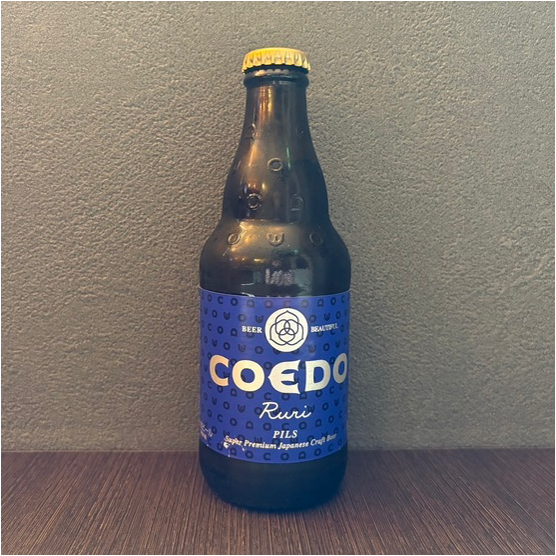 BEER BEAUTIFUL
COEDO
Ruri
PILS
Super Premium Japanese Craft Beer